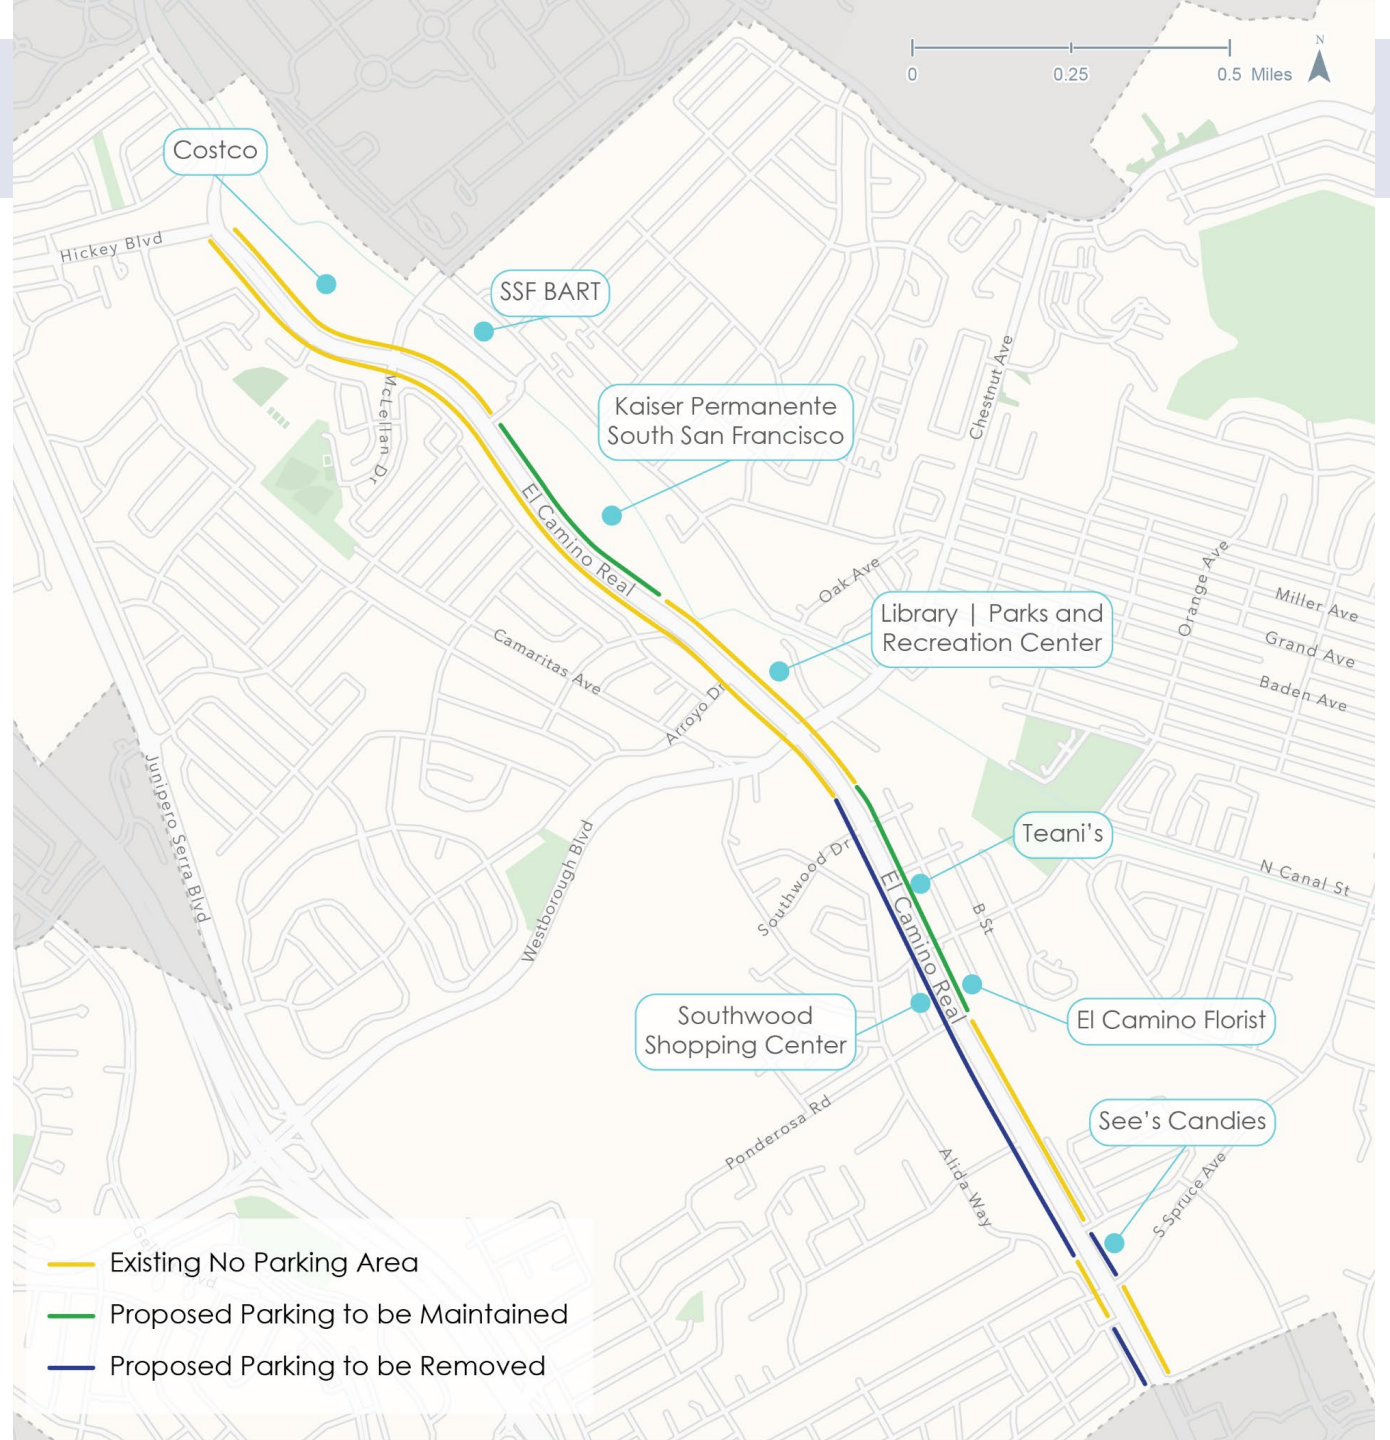 N
0
0.25
0.5 Miles
Costco
Hickey Blvd
SSF BART
Chestnut Ave
McLellan Dr
Kaiser Permanente
South San Francisco
El Camino Real
Oak Ave
Orange Ave
Miller Ave
Library | Parks and
Recreation Center
Grand Ave
Camaritas Ave
Baden Ave
Arroyo Dr
Junipero Serra Blvd
Teani's
Westborough Blvd
Southwood Dr
N Canal St
El Camino Real
B St
Southwood
Shopping Center
El Camino Florist
Ponderosa Rd
See's Candies
Alida Way
S Spruce Ave
Existing No Parking Area
Proposed Parking to be Maintained
Proposed Parking to be Removed